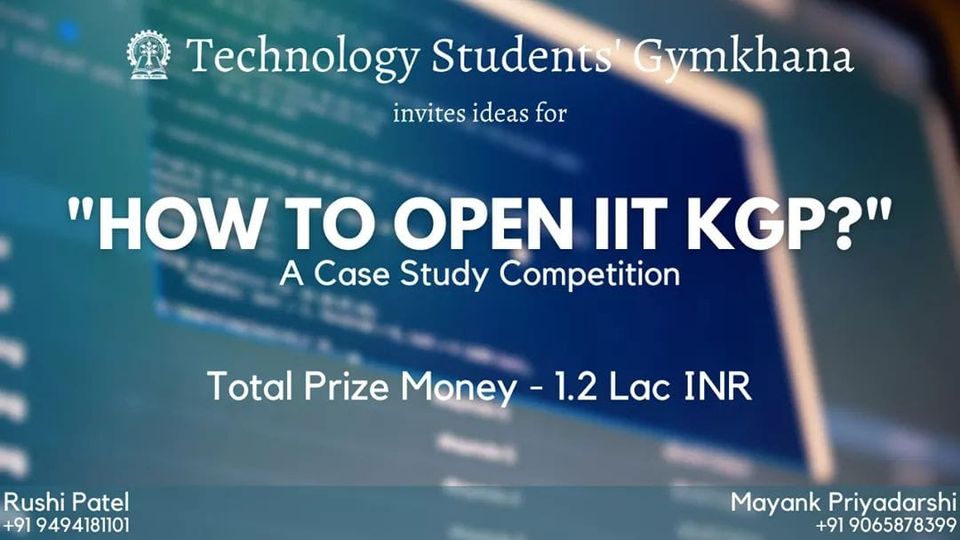 Technology Students' Gymkhana
invites ideas for
"HOW TO OPEN IIT KGP?"
A Case Study Competition
Total Prize Money - 1.2 Lac INR
Rushi Patel
+91 9494181101
Mayank Priyadarshi
+91 9065878399